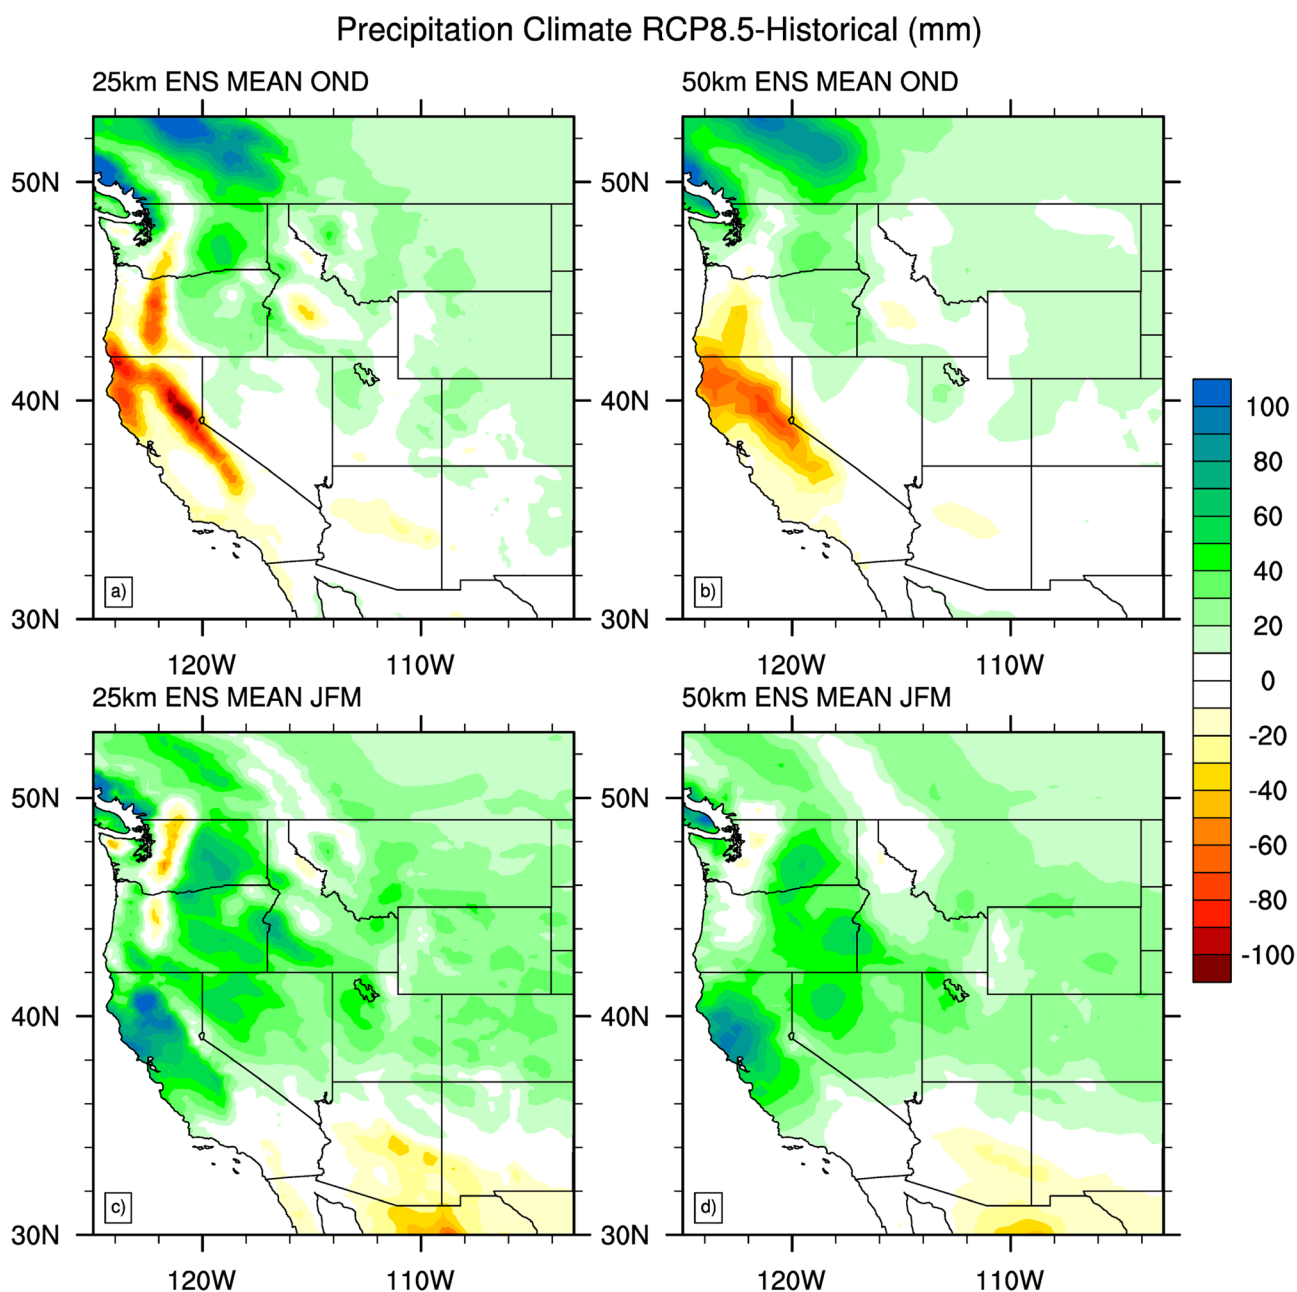 Precipitation Climate RCP8.5-Historical (mm)
25km ENS MEAN OND
50km ENS MEAN OND
50N
40N
30N
a)
120W
110W
50N
40N
30N
b)
120W
110W
100
80
60
40
20
0
-20
-40
-60
-80
-100
25km ENS MEAN JFM
50km ENS MEAN JFM
50N
40N
30N
c)
120W
110W
50N
40N
30N
d)
120W
110W